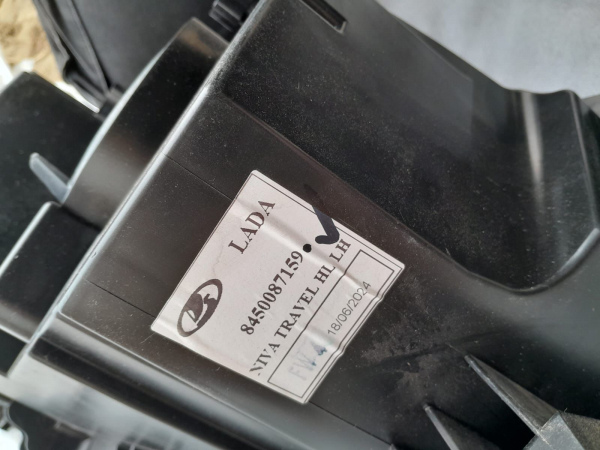 LADA
8450087159
NIVA TRAVEL HL LH
FW 4 18/06/2024